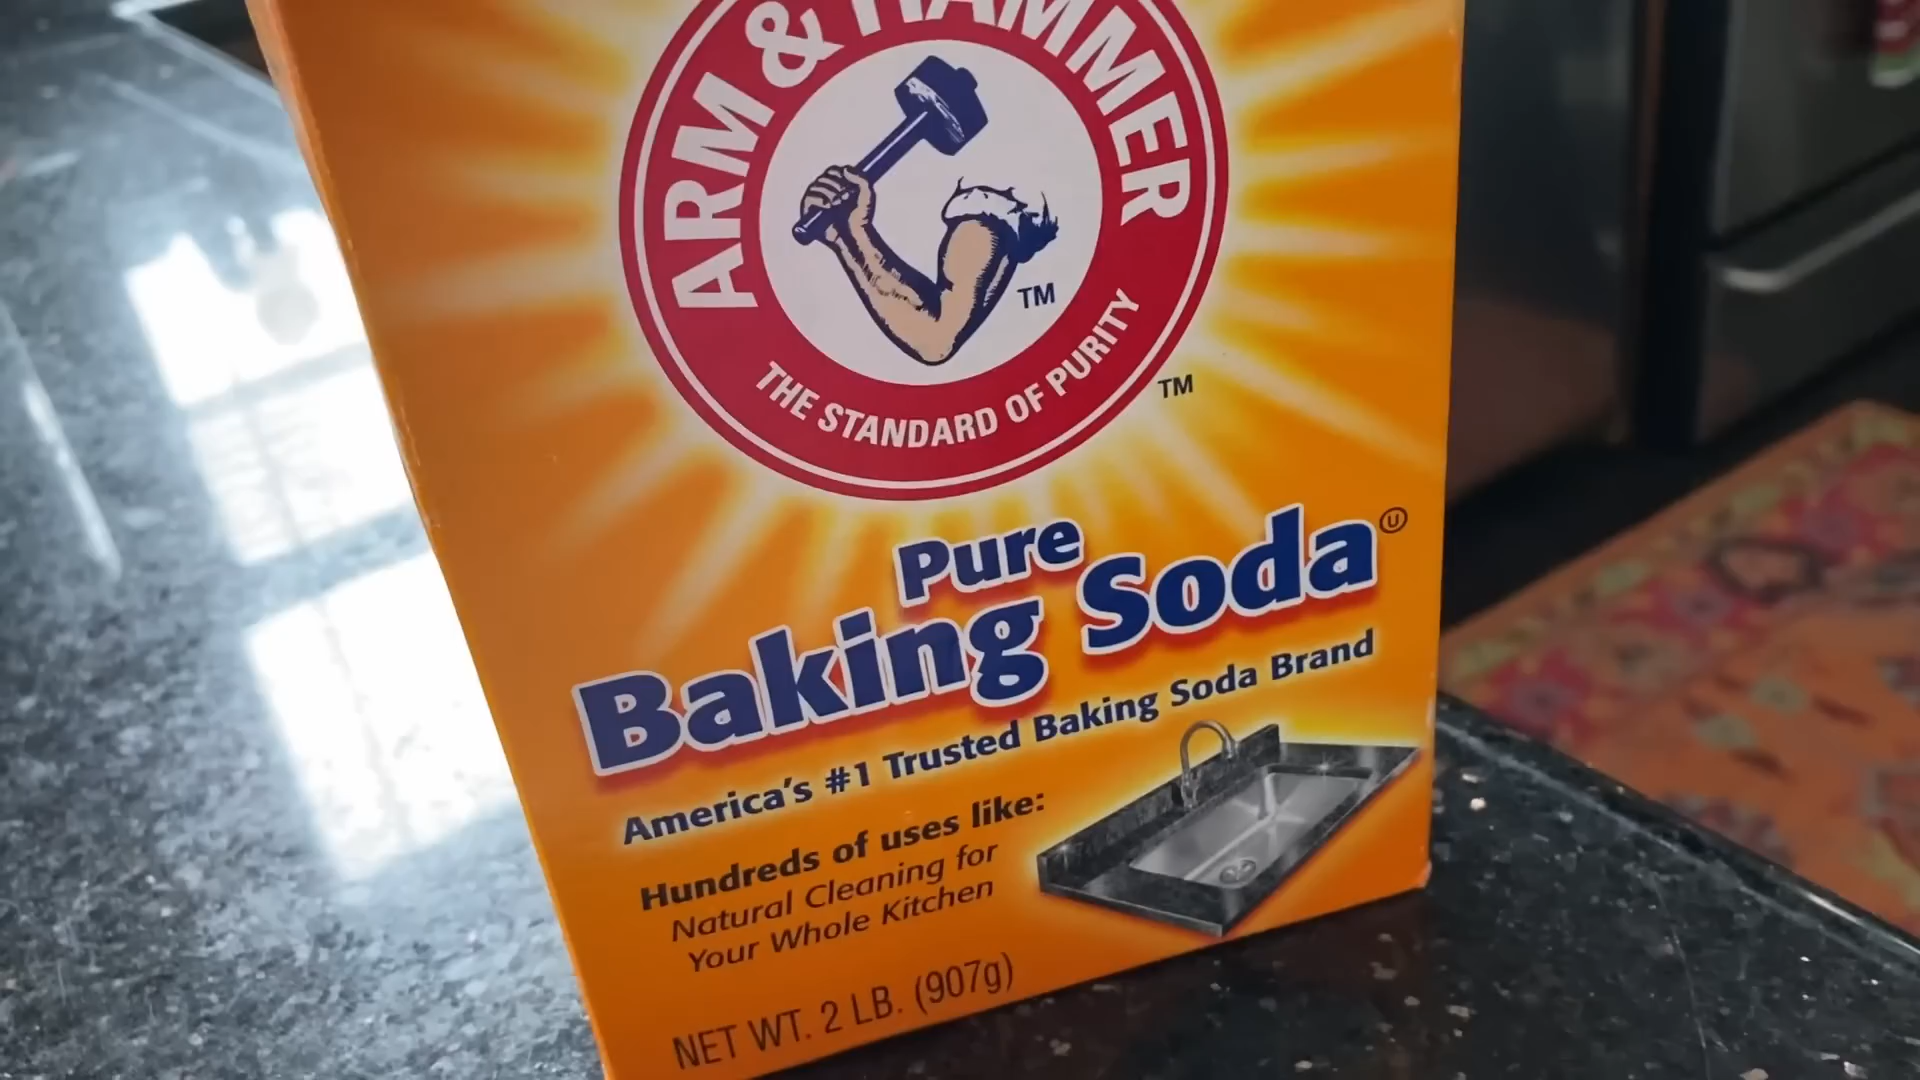 ARM & HAMMER
TM
THE STANDARD OF PURITY
TM
Pure
Baking Soda
U
America's #1 Trusted Baking Soda Brand
Hundreds of uses like:
Natural Cleaning for
Your Whole Kitchen
NET WT. 2 LB. (907g)